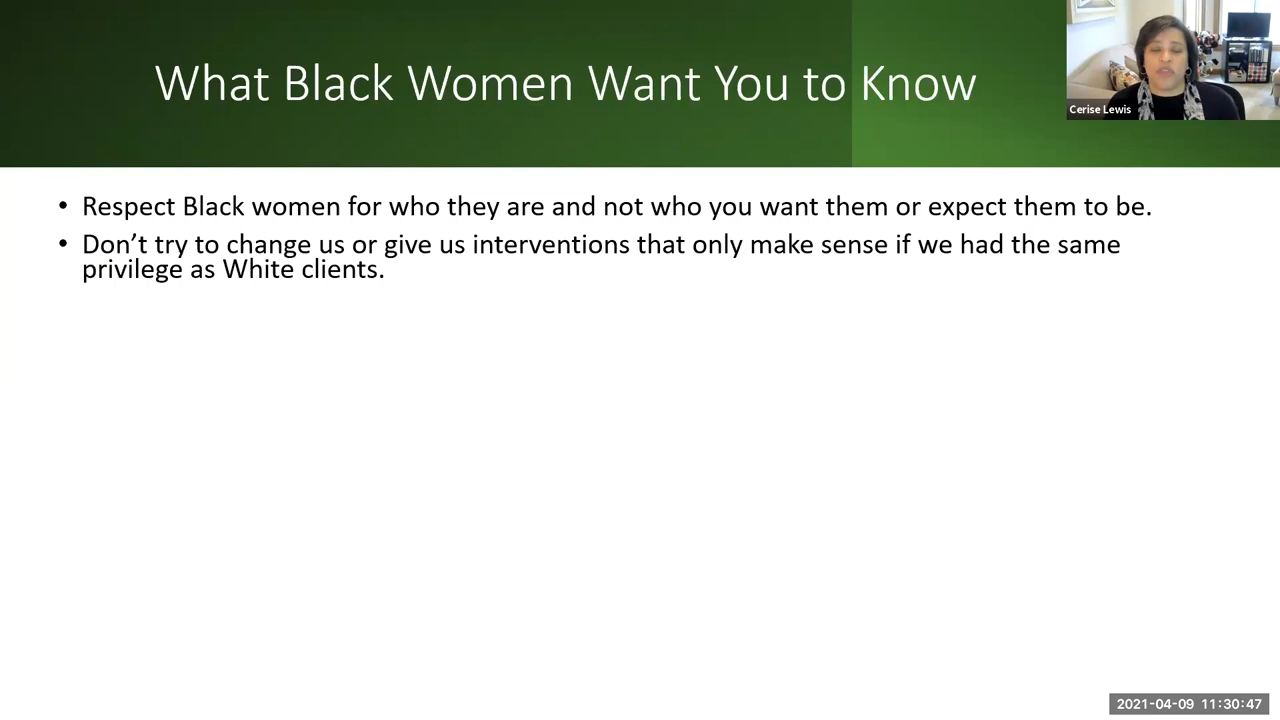 What Black Women Want You to Know
Cerise Lewis
• Respect Black women for who they are and not who you want them or expect them to be.
• Don’t try to change us or give us interventions that only make sense if we had the same
privilege as White clients.
2021-04-09 11:30:47